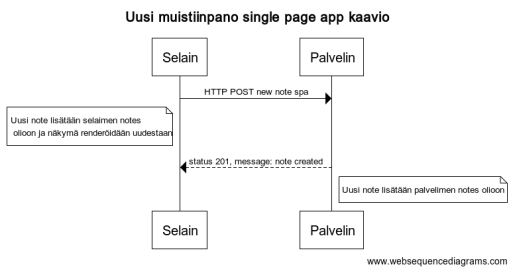 Uusi muistiinpano single page app kaavio
Selain
Palvelin
HTTP POST new note spa
Uusi note lisätään selaimen notes
olioon ja näkymä renderöidään uudestaan
status 201, message: note created
Uusi note lisätään palvelimen notes olioon
Selain
Palvelin
www.websequencediagrams.com